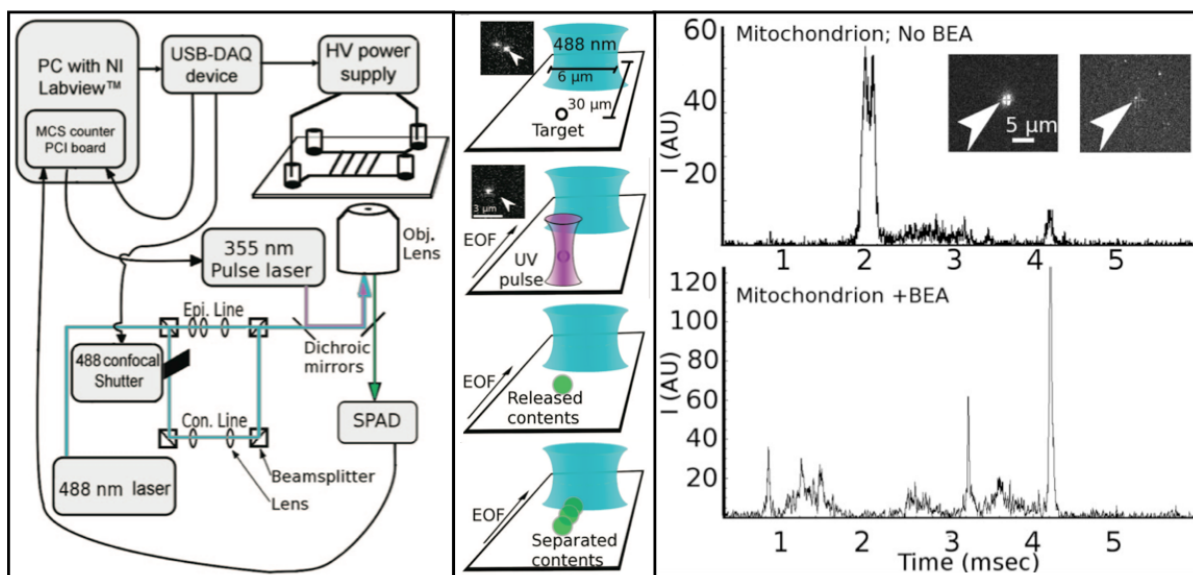 PC with NI
Labview™
MCS counter
PCI board
USB-DAQ
device
HV power
supply
355 nm
Pulse laser
Obj.
Lens
Epi. Line
Dichroic
mirrors
488 confocal
Shutter
Con. Line
SPAD
Beamsplitter
Lens
488 nm laser
488 nm
6 µm
30 µm
Target
3 µm
EOF
UV
pulse
EOF
Released
contents
EOF
Separated
contents
Mitochondrion; No BEA
5 µm
I (AU)
60
50
40
20
1 2 3 4 5
Mitochondrion +BEA
I (AU)
120
100
80
60
40
20
1 2 3 4 5
Time (msec)